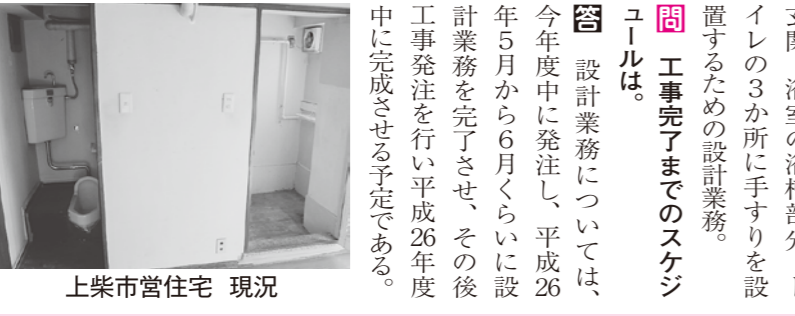 イレの3か所に手すりを設
置するための設計業務。
問 工事完了までのスケジ
ュールは。
答 設計業務については、
今年度中に発注し、平成26
年5月から6月くらいに設
計業務を完了させ、その後
工事発注を行い平成26年度
中に完成させる予定である。
上柴市営住宅 現況